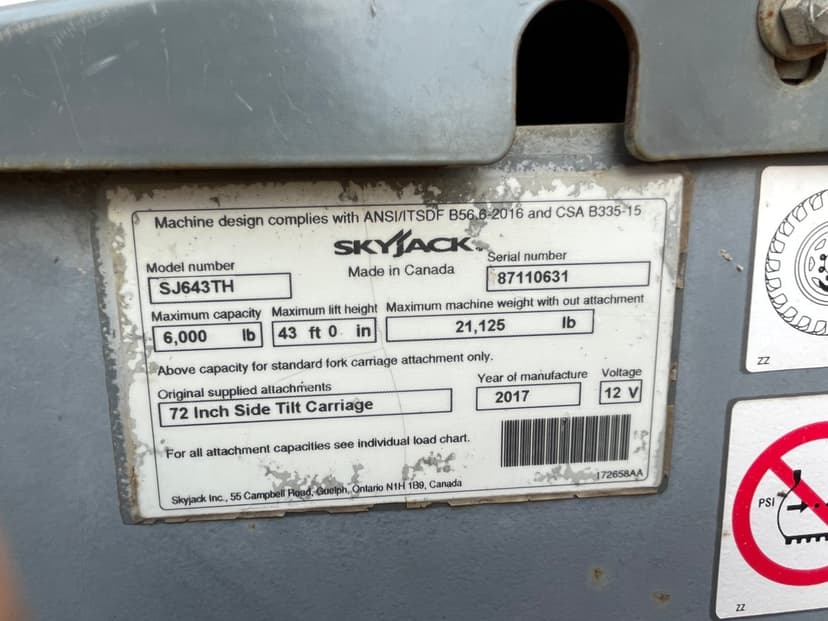 Machine design complies with ANSI/ITSDF B56.6-2016 and CSA B335-15
SKYJACK
Made in Canada
Model number
SJ643TH
Serial number
87110631
Maximum capacity
6,000 lb
Maximum lift height
43 ft 0 in
Maximum machine weight with out attachment
21,125 lb
Above capacity for standard fork carriage attachment only.
Original supplied attachments
72 Inch Side Tilt Carriage
Year of manufacture
2017
Voltage
12 V
For all attachment capacities see individual load chart.
172658AA
Skyjack Inc., 55 Campbell Road, Guelph, Ontario N1H 1B9, Canada
ZZ
PSI
ZZ